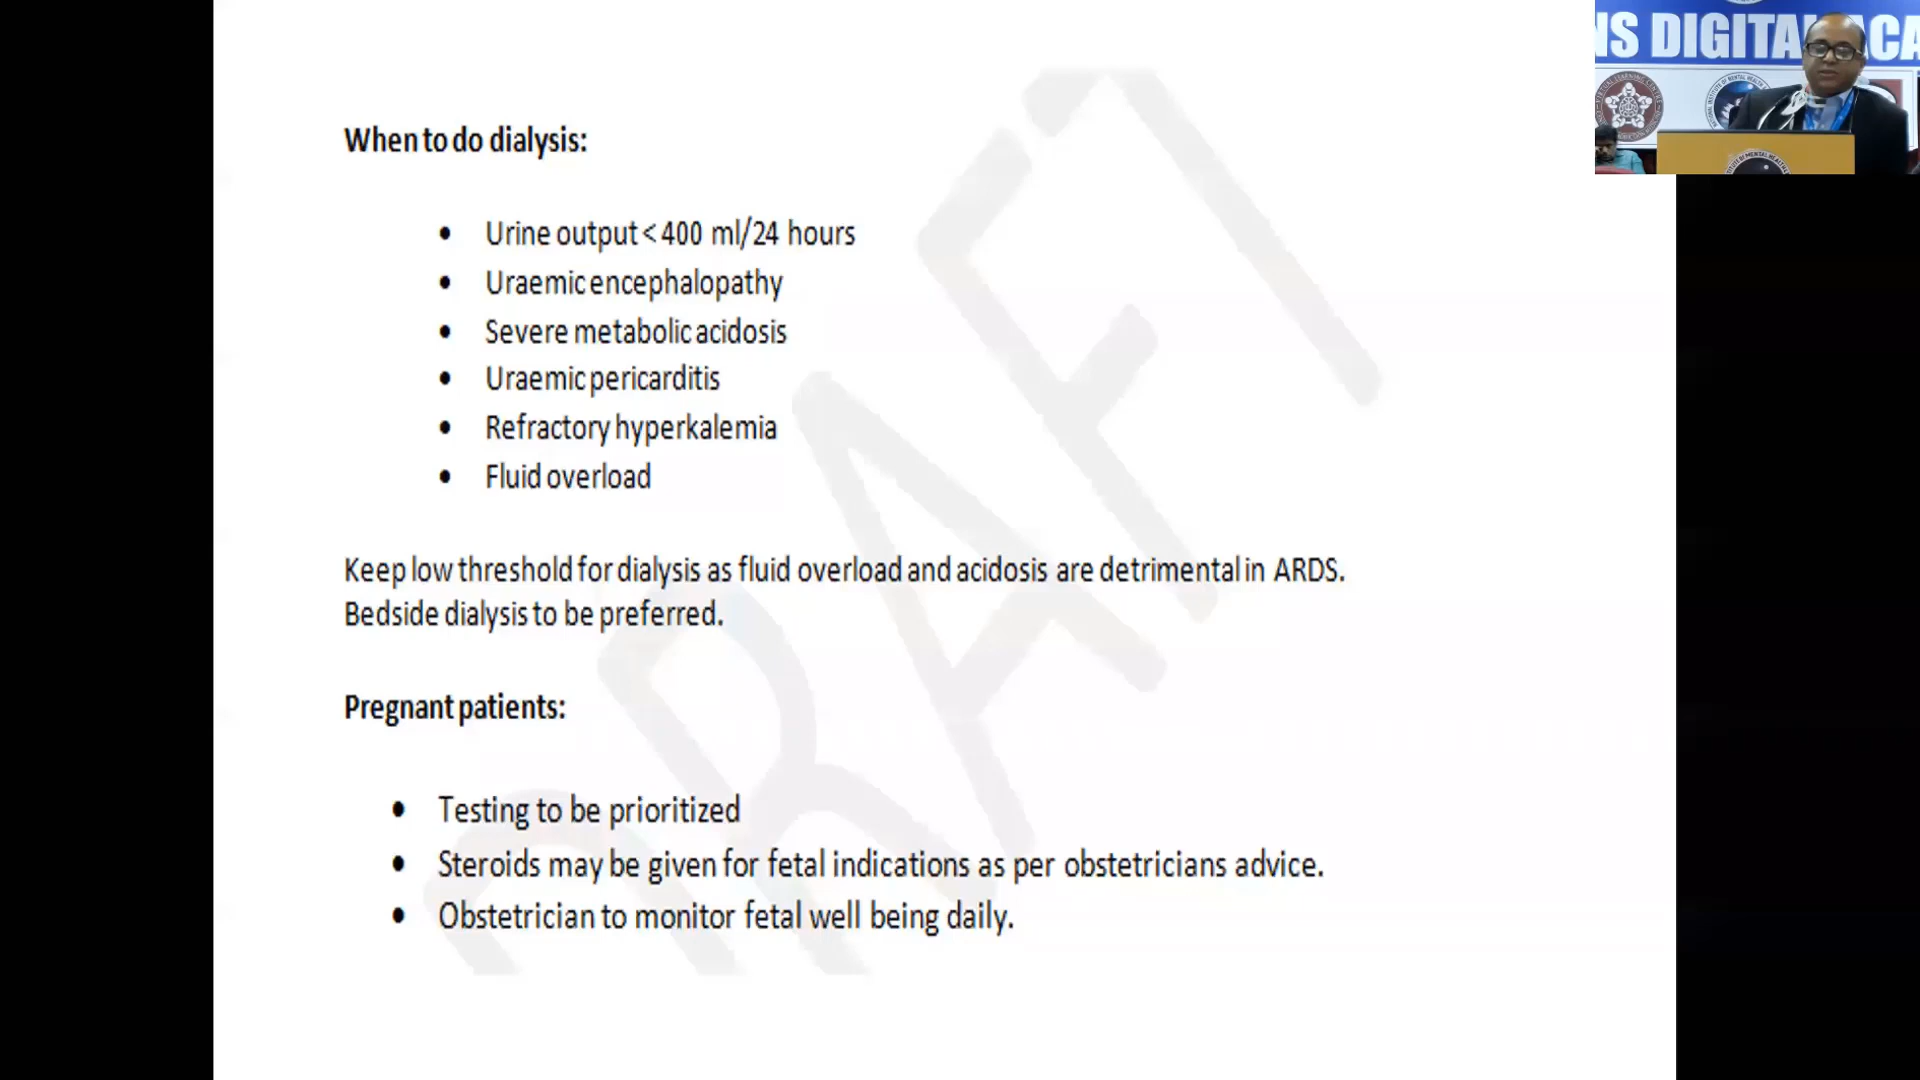 NS DIGITAL ACA
When to do dialysis:
• Urine output < 400 ml/24 hours
• Uraemic encephalopathy
• Severe metabolic acidosis
• Uraemic pericarditis
• Refractory hyperkalemia
• Fluid overload
Keep low threshold for dialysis as fluid overload and acidosis are detrimental in ARDS.
Bedside dialysis to be preferred.
Pregnant patients:
• Testing to be prioritized
• Steroids may be given for fetal indications as per obstetricians advice.
• Obstetrician to monitor fetal well being daily.
DRAFT